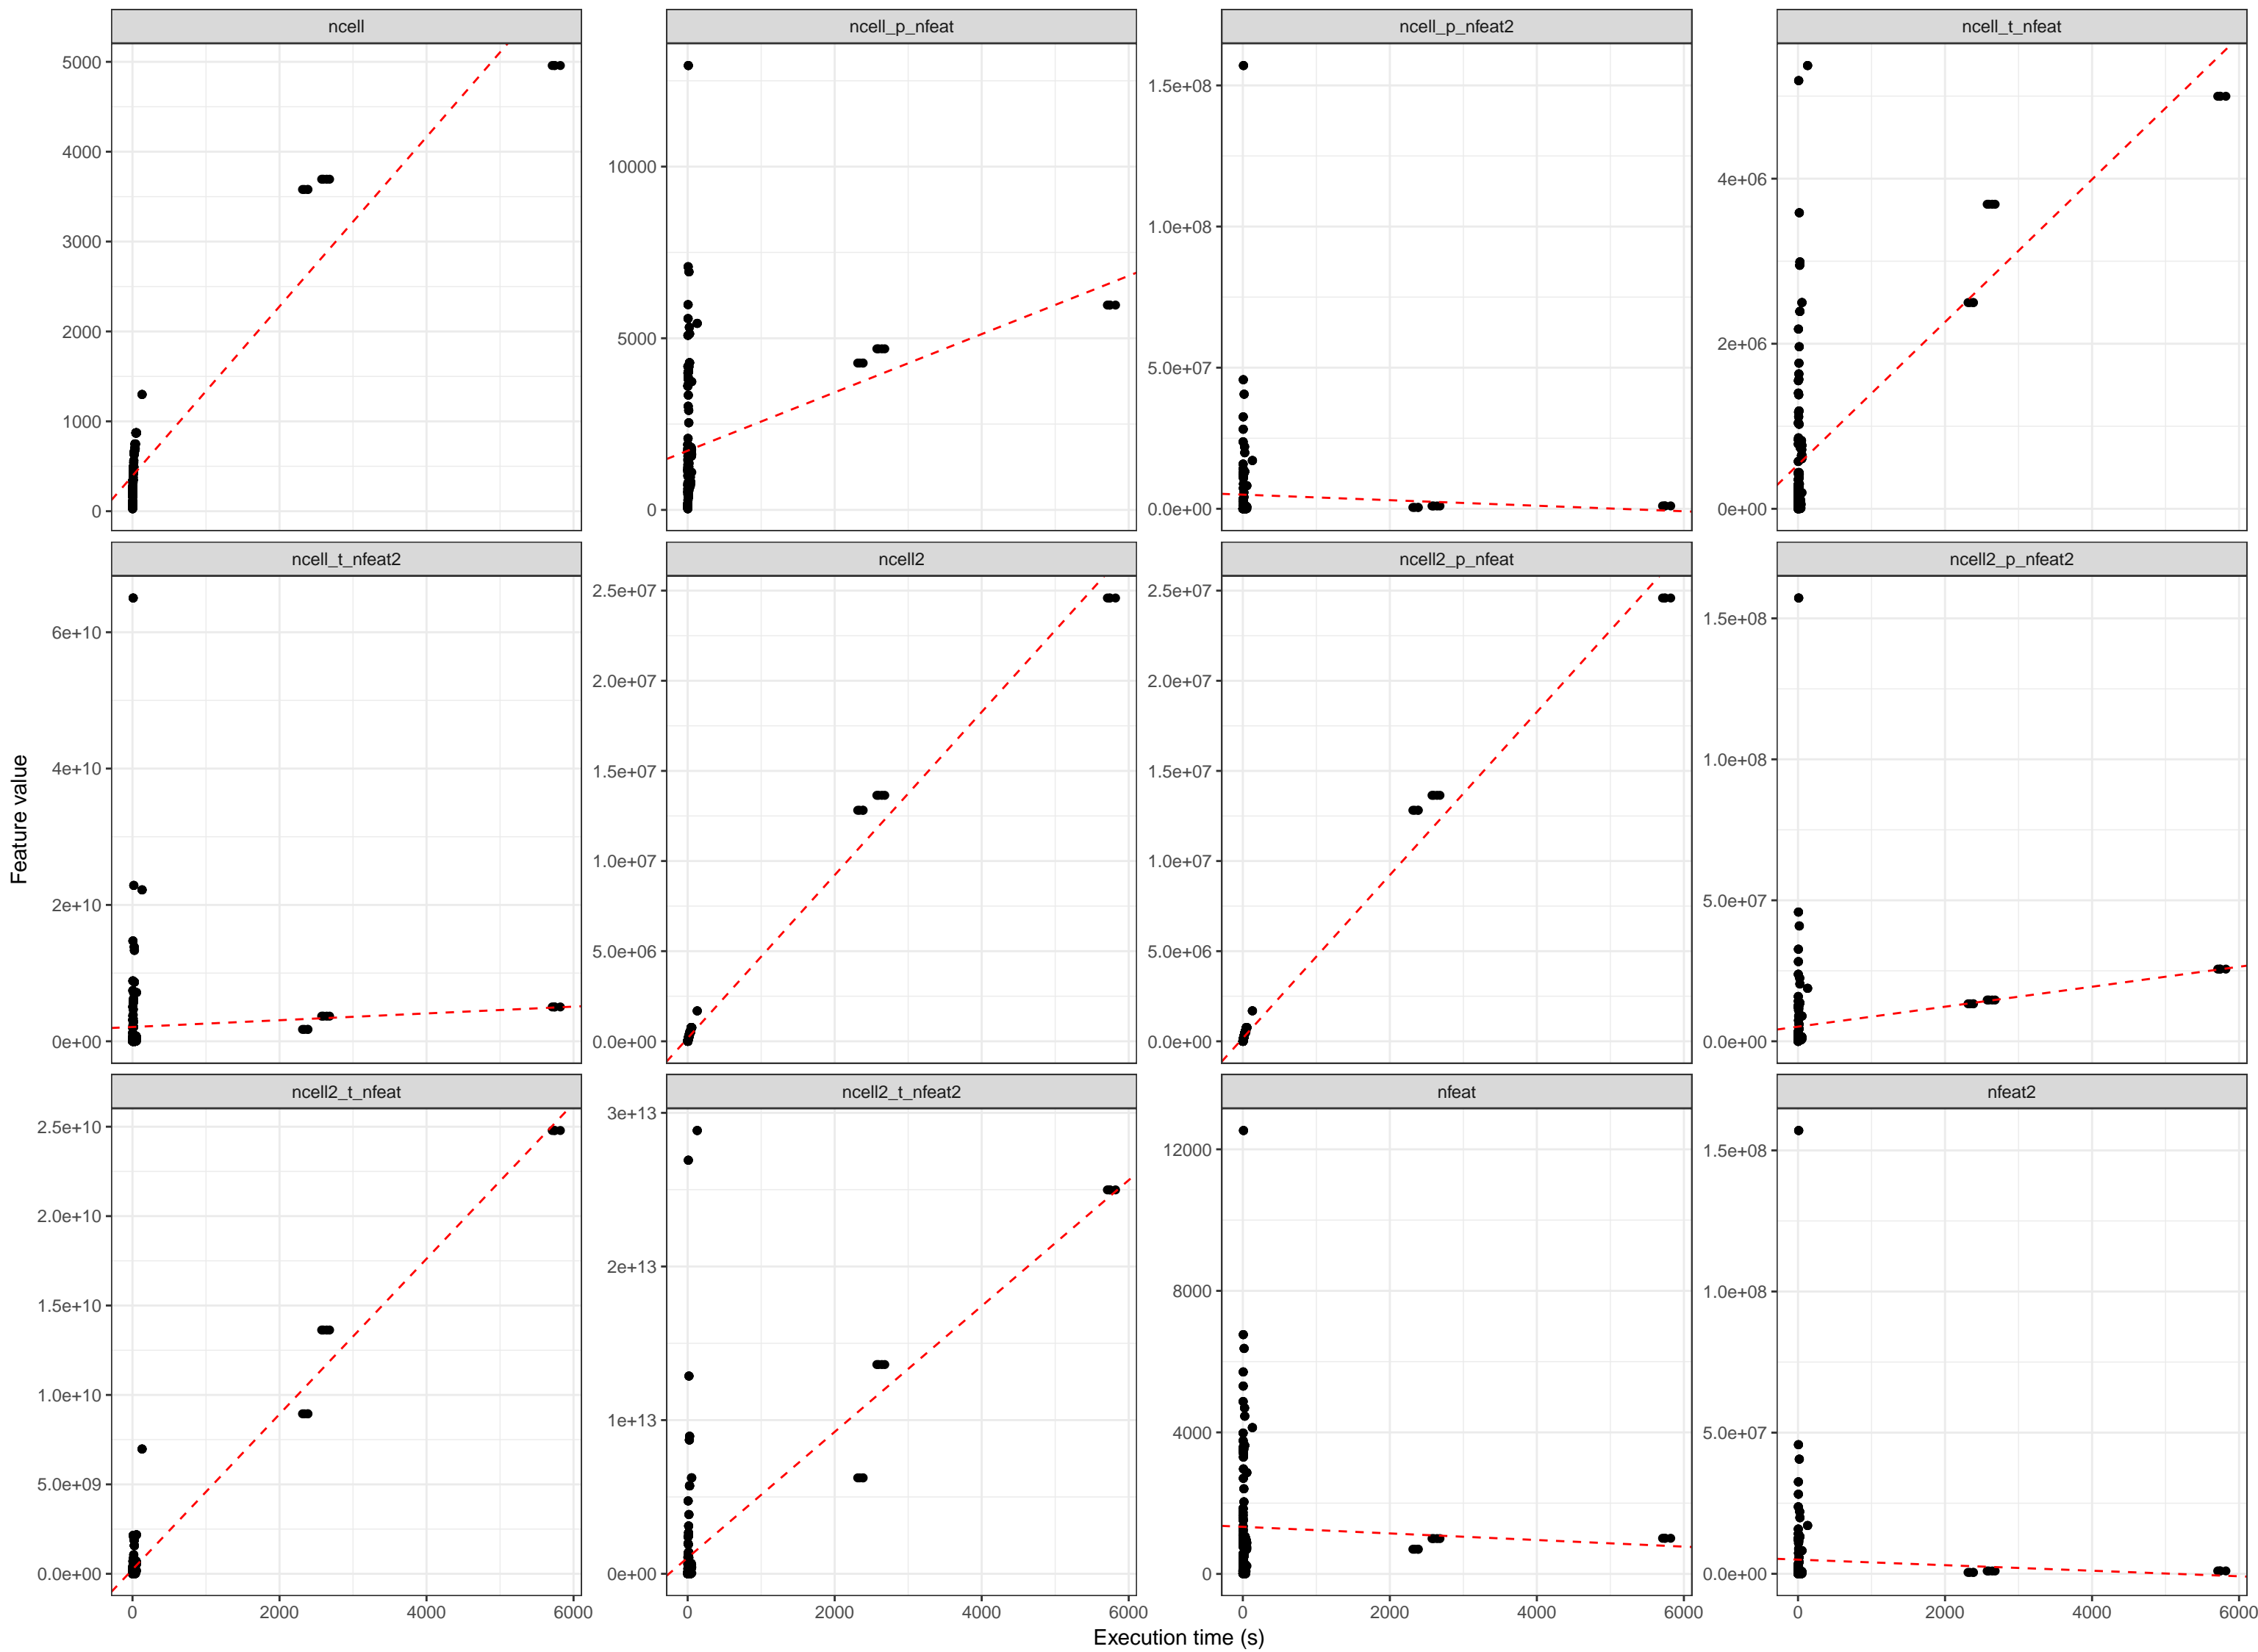 ncell
ncell_p_nfeat
ncell_p_nfeat2
ncell_t_nfeat
5000
4000
3000
2000
1000
0
10000
5000
0
1.5e+08
1.0e+08
5.0e+07
0.0e+00
4e+06
2e+06
0e+00
ncell_t_nfeat2
ncell2
ncell2_p_nfeat
ncell2_p_nfeat2
6e+10
4e+10
2e+10
0e+00
2.5e+07
2.0e+07
1.5e+07
1.0e+07
5.0e+06
0.0e+00
2.5e+07
2.0e+07
1.5e+07
1.0e+07
5.0e+06
0.0e+00
1.5e+08
1.0e+08
5.0e+07
0.0e+00
ncell2_t_nfeat
ncell2_t_nfeat2
nfeat
nfeat2
2.5e+10
2.0e+10
1.5e+10
1.0e+10
5.0e+09
0.0e+00
3e+13
2e+13
1e+13
0e+00
12000
8000
4000
0
1.5e+08
1.0e+08
5.0e+07
0.0e+00
0 2000 4000 6000
0 2000 4000 6000
0 2000 4000 6000
0 2000 4000 6000
Feature value
Execution time (s)